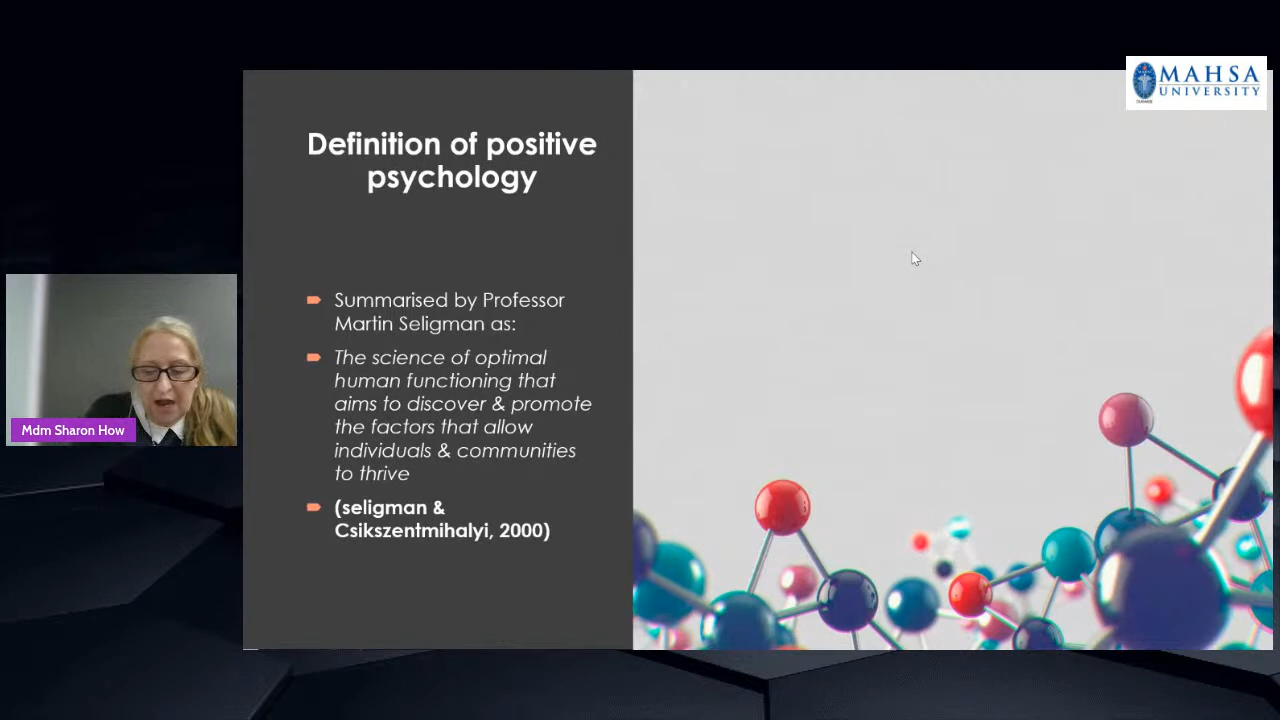 MAHSA
UNIVERSITY
Definition of positive
psychology
Summarised by Professor
Martin Seligman as:
The science of optimal
human functioning that
aims to discover & promote
the factors that allow
individuals & communities
to thrive
(seligman &
Csikszentmihalyi, 2000)
Mdm Sharon How